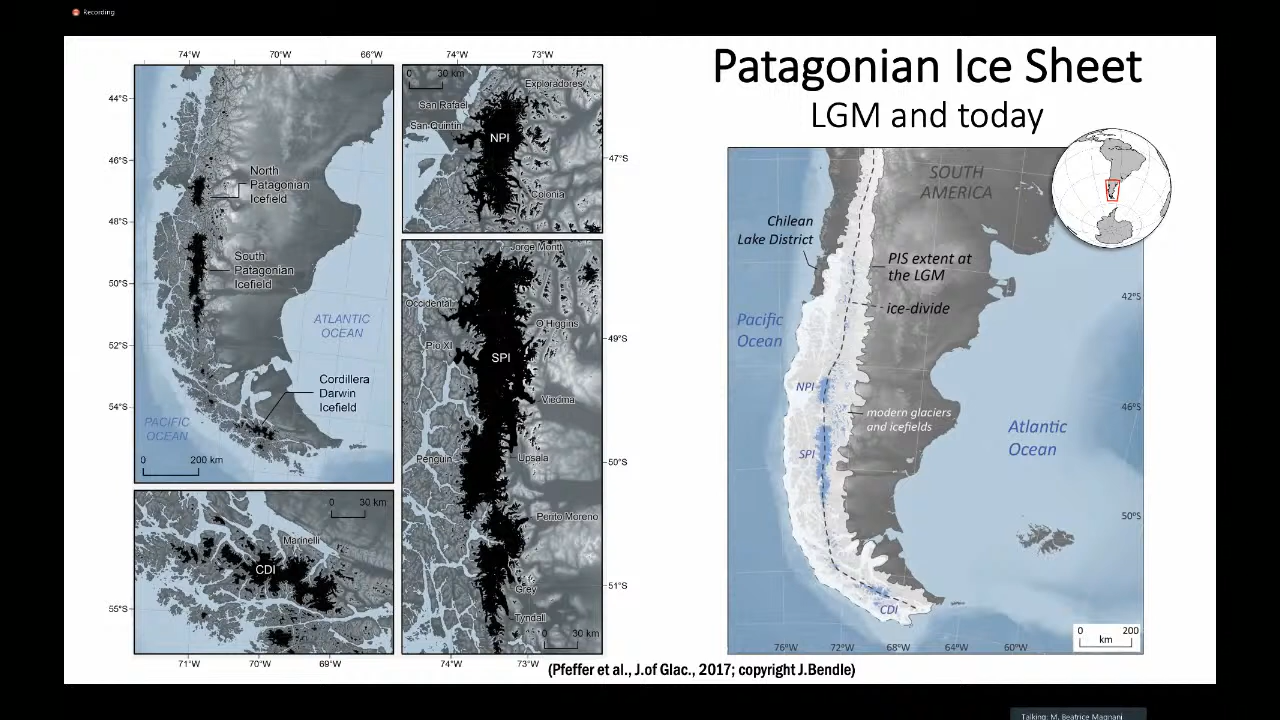 Recording
Patagonian Ice Sheet
LGM and today
74°W
70°W
66°W
44°S
46°S
48°S
50°S
52°S
54°S
North
Patagonian
Icefield
South
Patagonian
Icefield
ATLANTIC
OCEAN
Cordillera
Darwin
Icefield
PACIFIC
OCEAN
0 200 km
0 30 km
Marinelli
CDI
55°S
71°W
70°W
69°W
74°W
73°W
0 30 km
Exploradores
San Rafael
San Quintin
NPI
Colonia
47°S
Jorge Montt
Occidental
O'Higgins
Pio XI
SPI
Viedma
Penguin
Upsala
Perito Moreno
Grey
Tyndall
0 30 km
49°S
50°S
51°S
74°W
73°W
SOUTH
AMERICA
Chilean
Lake District
PIS extent at
the LGM
ice-divide
Pacific
Ocean
NPI
modern glaciers
and icefields
SPI
Atlantic
Ocean
CDI
42°S
46°S
50°S
0 200
km
76°W
72°W
68°W
64°W
60°W
(Pfeffer et al., J.of Glac., 2017; copyright J.Bendle)
Talking: M. Beatrice Magnani